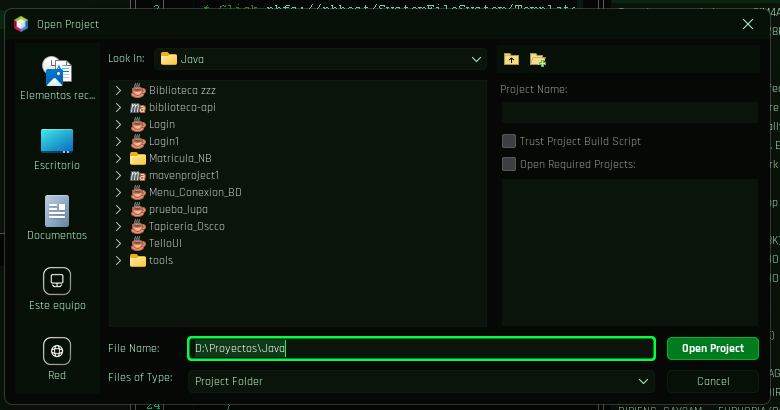 Open Project
Look In:
Java
Elementos rec...
Escritorio
Documentos
Este equipo
Red
Biblioteca zzz
biblioteca-api
Login
Login1
Matricula_NB
mavenproject1
Menu_Conexion_BD
prueba_lupa
Tapiceria_Oscco
TelloUI
tools
Project Name:
Trust Project Build Script
Open Required Projects:
File Name:
D:\Proyectos\Java
Open Project
Files of Type:
Project Folder
Cancel
24